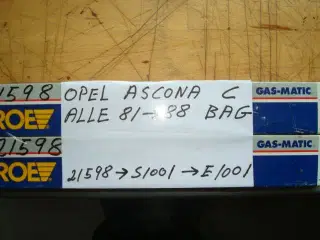 21598 OPEL ASCONA C GAS-MATIC
ROE ALLE 81-88 BAG
21598 GAS-MATIC
ROE 21598 → S1001 → E1001